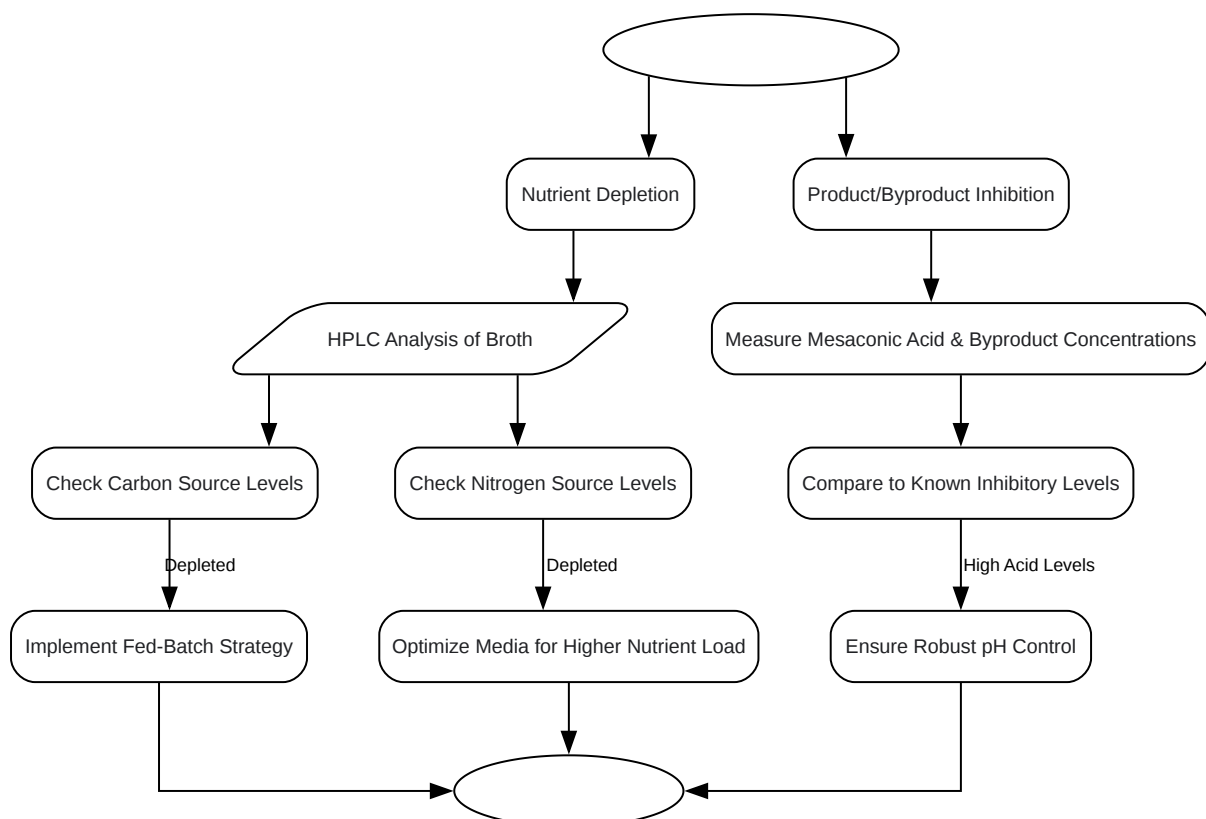 Nutrient Depletion
Product/Byproduct Inhibition
HPLC Analysis of Broth
Measure Mesaconic Acid & Byproduct Concentrations
Check Carbon Source Levels
Check Nitrogen Source Levels
Compare to Known Inhibitory Levels
Depleted
Depleted
High Acid Levels
Implement Fed-Batch Strategy
Optimize Media for Higher Nutrient Load
Ensure Robust pH Control